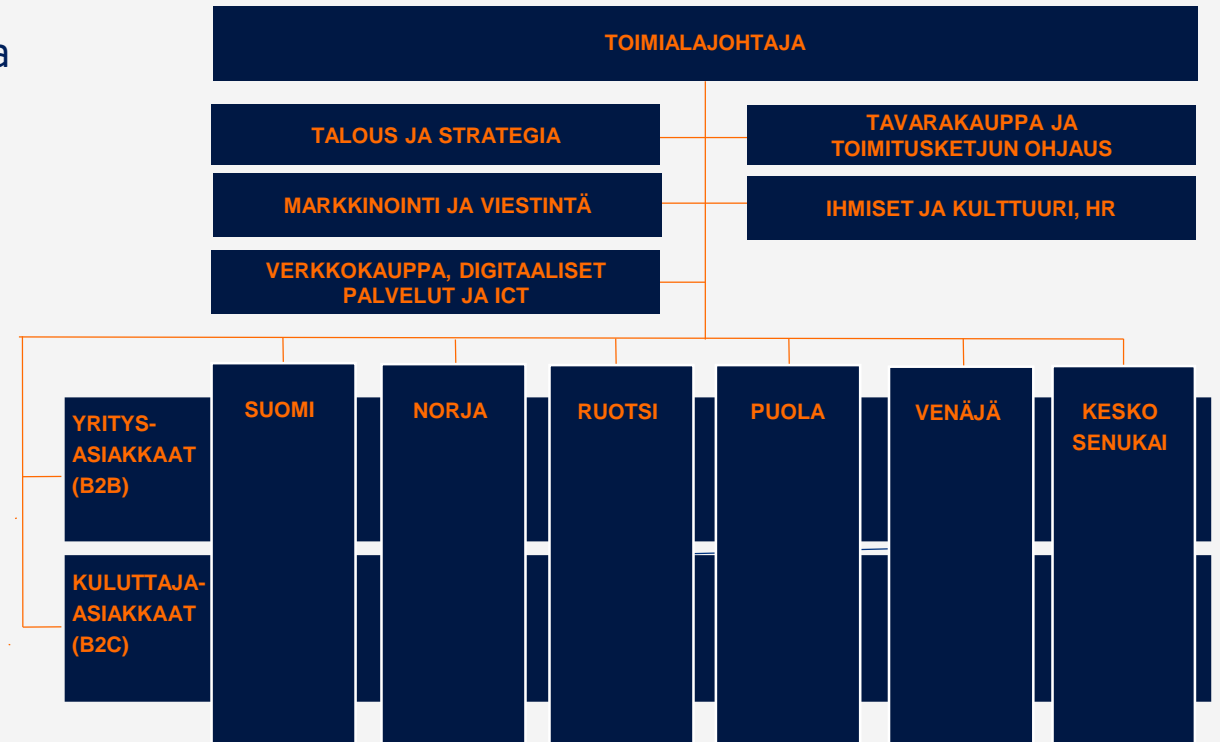 a
TOIMIALAJOHTAJA
TALOUS JA STRATEGIA
TAVARAKAUPPA JA
TOIMITUSKETJUN OHJAUS
MARKKINOINTI JA VIESTINTÄ
IHMISET JA KULTTUURI, HR
VERKKOKAUPPA, DIGITAALISET
PALVELUT JA ICT
SUOMI
NORJA
RUOTSI
PUOLA
VENÄJÄ
KESKO
SENUKAI
YRITYS-
ASIAKKAAT
(B2B)
KULUTTAJA-
ASIAKKAAT
(B2C)